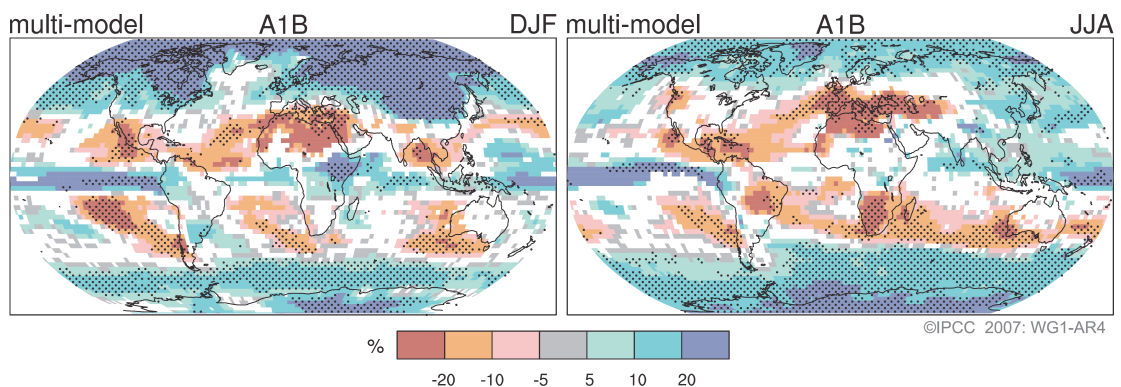 multi-model A1B DJF
multi-model A1B JJA
©IPCC 2007: WG1-AR4
%
-20 -10 -5 5 10 20